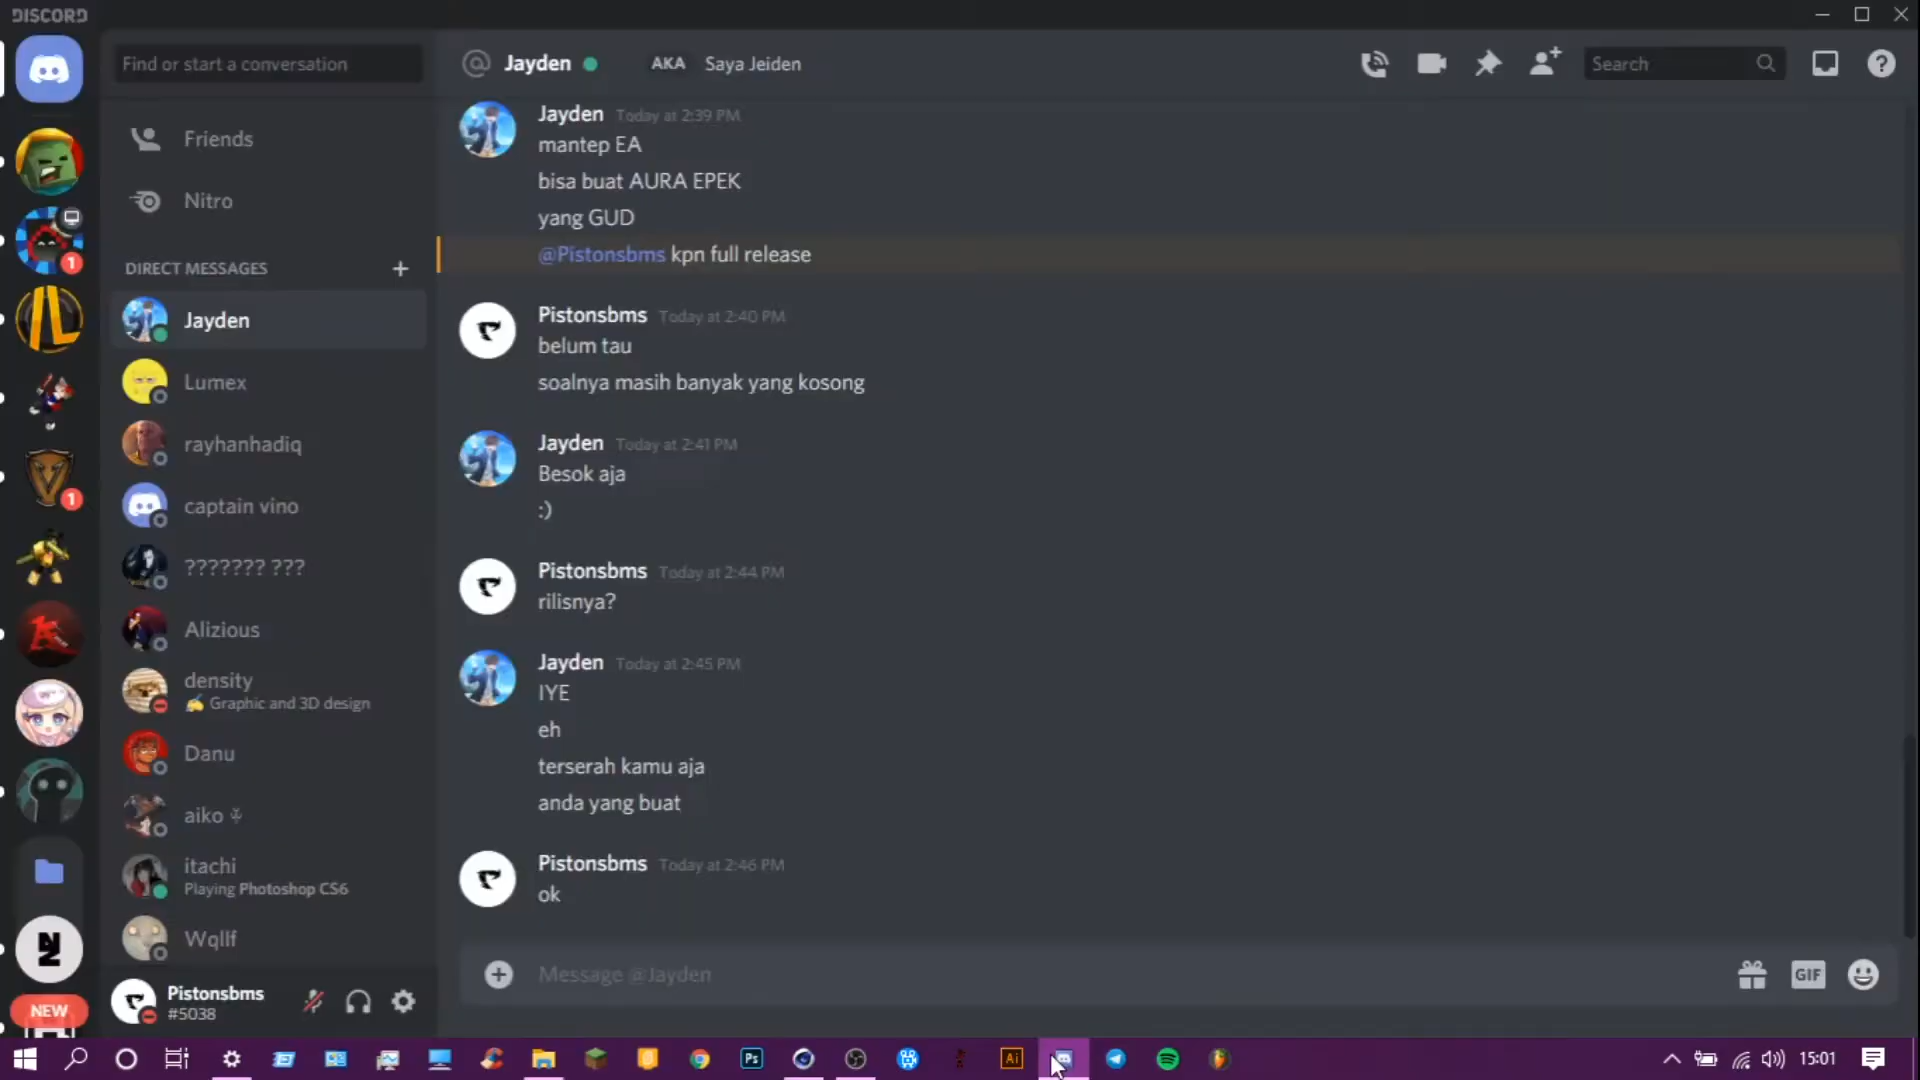 DISCORD
Find or start a conversation
Jayden
AKA Saya Jeiden
Search
Friends
Nitro
DIRECT MESSAGES
Jayden
Lumex
rayhanhadiq
captain vino
??????? ???
Alizious
density
✍ Graphic and 3D design
Danu
aiko
itachi
Playing Photoshop CS6
Wqllf
1
1
NEW
Pistonsbms
#5038
Jayden Today at 2:39 PM
mantep EA
bisa buat AURA EPEK
yang GUD
@Pistonsbms kpn full release
Pistonsbms Today at 2:40 PM
belum tau
soalnya masih banyak yang kosong
Jayden Today at 2:41 PM
Besok aja
:)
Pistonsbms Today at 2:44 PM
rilisnya?
Jayden Today at 2:45 PM
IYE
eh
terserah kamu aja
anda yang buat
Pistonsbms Today at 2:46 PM
ok
Message @Jayden
GIF
Ps
Ai
15:01